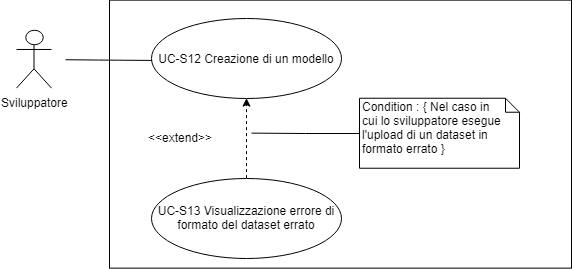 UC-S12 Creazione di un modello
Sviluppatore
<<extend>>
Condition : { Nel caso in
cui lo sviluppatore esegue
l'upload di un dataset in
formato errato }
UC-S13 Visualizzazione errore di
formato del dataset errato